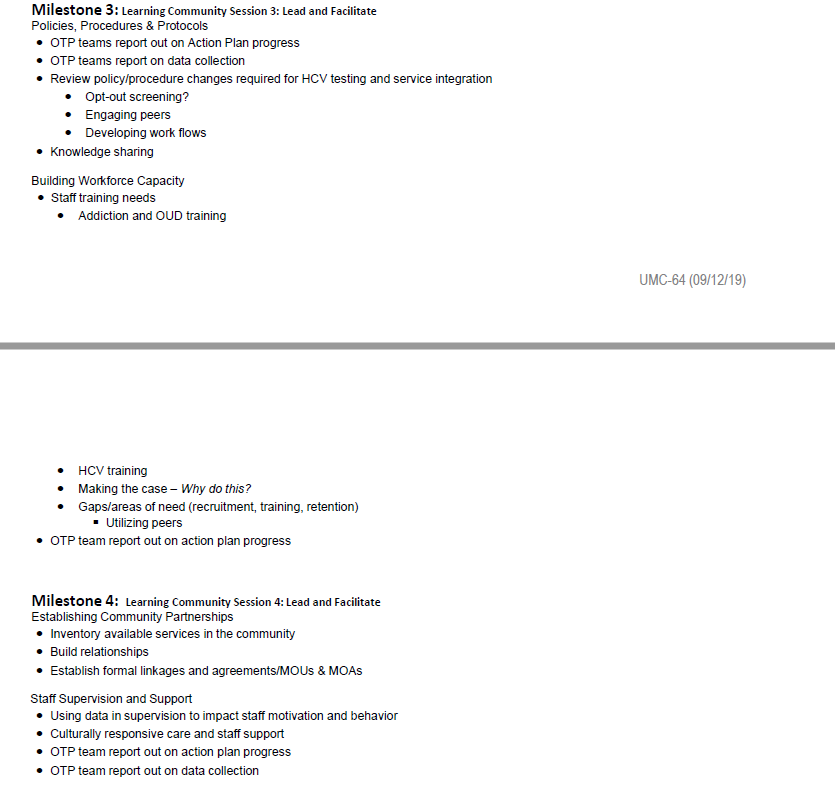 Milestone 3: Learning Community Session 3: Lead and Facilitate
Policies, Procedures & Protocols
• OTP teams report out on Action Plan progress
• OTP teams report on data collection
• Review policy/procedure changes required for HCV testing and service integration
• Opt-out screening?
• Engaging peers
• Developing work flows
• Knowledge sharing
Building Workforce Capacity
• Staff training needs
• Addiction and OUD training
UMC-64 (09/12/19)
• HCV training
• Making the case – Why do this?
• Gaps/areas of need (recruitment, training, retention)
▪ Utilizing peers
• OTP team report out on action plan progress
Milestone 4: Learning Community Session 4: Lead and Facilitate
Establishing Community Partnerships
• Inventory available services in the community
• Build relationships
• Establish formal linkages and agreements/MOUs & MOAs
Staff Supervision and Support
• Using data in supervision to impact staff motivation and behavior
• Culturally responsive care and staff support
• OTP team report out on action plan progress
• OTP team report out on data collection